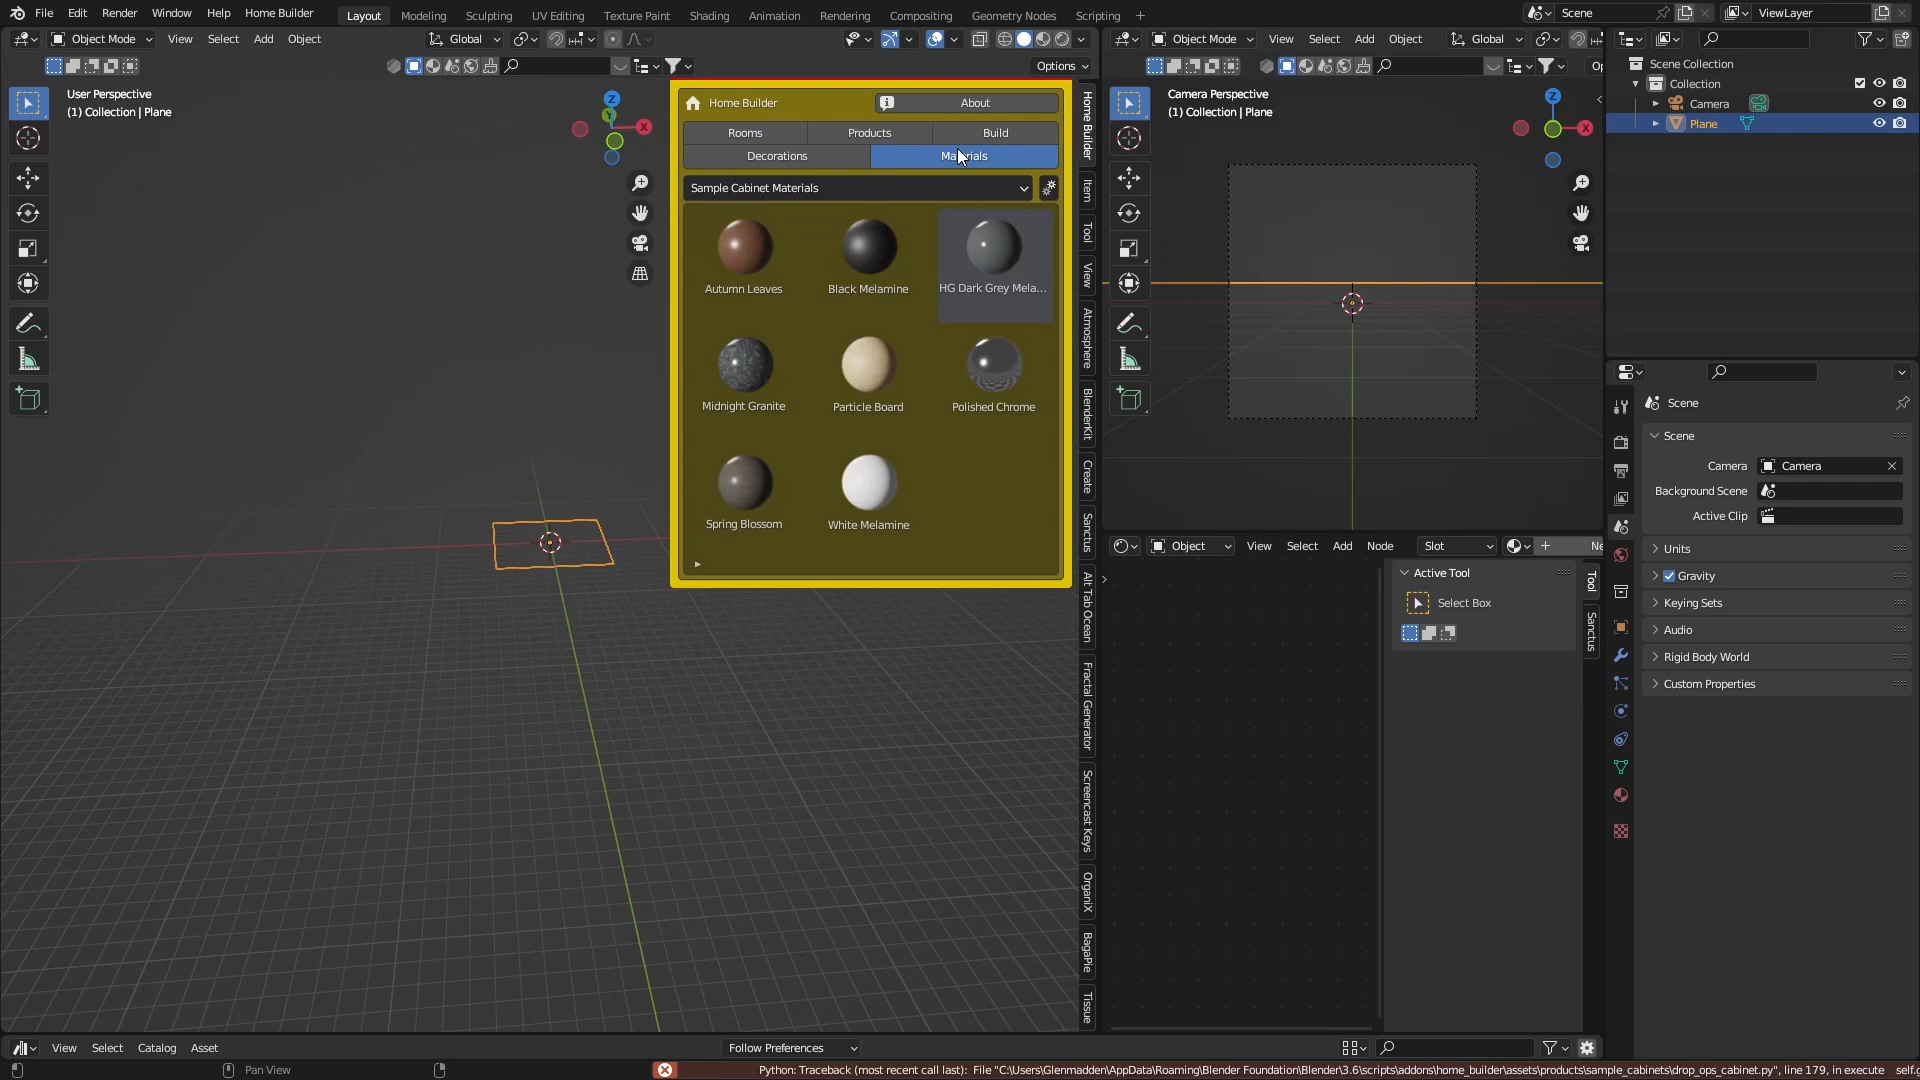 File Edit Render Window Help Home Builder
Layout Modeling Sculpting UV Editing Texture Paint Shading Animation Rendering Compositing Geometry Nodes Scripting +
Scene
ViewLayer
Object Mode View Select Add Object
Global
Options
User Perspective
(1) Collection | Plane
Z
Y
X
Home Builder
About
Rooms Products Build
Decorations Materials
Sample Cabinet Materials
Autumn Leaves
Black Melamine
HG Dark Grey Mela...
Midnight Granite
Particle Board
Polished Chrome
Spring Blossom
White Melamine
Home Builder
Item
Tool
View
Atmosphere
BlenderKit
Create
Sanctus
Alt Tab Ocean
Fractal Generator
Screencast Keys
OrganiX
BagaPie
Tissue
Object Mode View Select Add Object
Global
Op
Camera Perspective
(1) Collection | Plane
Z
X
Object View Select Add Node
Slot
Ne
Active Tool
Select Box
Tool
Sanctus
Scene Collection
Collection
Camera
Plane
Scene
Scene
Camera Camera
Background Scene
Active Clip
Units
Gravity
Keying Sets
Audio
Rigid Body World
Custom Properties
View Select Catalog Asset
Follow Preferences
Pan View
Python: Traceback (most recent call last): File "C:\Users\Glenmadden\AppData\Roaming\Blender Foundation\Blender\3.6\scripts\addons\home_builder\assets\products\sample_cabinets\drop_ops_cabinet.py", line 179, in execute self.